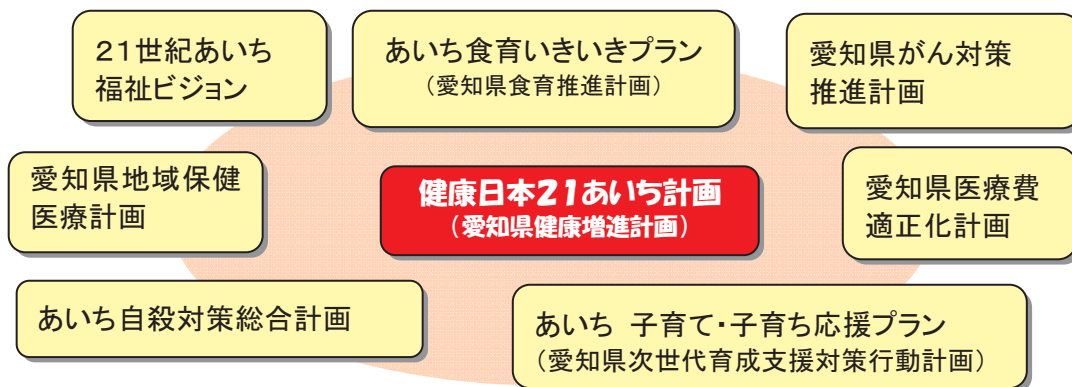 21世紀あいち
福祉ビジョン
あいち食育いきいきプラン
（愛知県食育推進計画）
愛知県がん対策
推進計画
愛知県地域保健
医療計画
健康日本21あいち計画
（愛知県健康増進計画）
愛知県医療費
適正化計画
あいち自殺対策総合計画
あいち 子育て・子育ち応援プラン
（愛知県次世代育成支援対策行動計画）